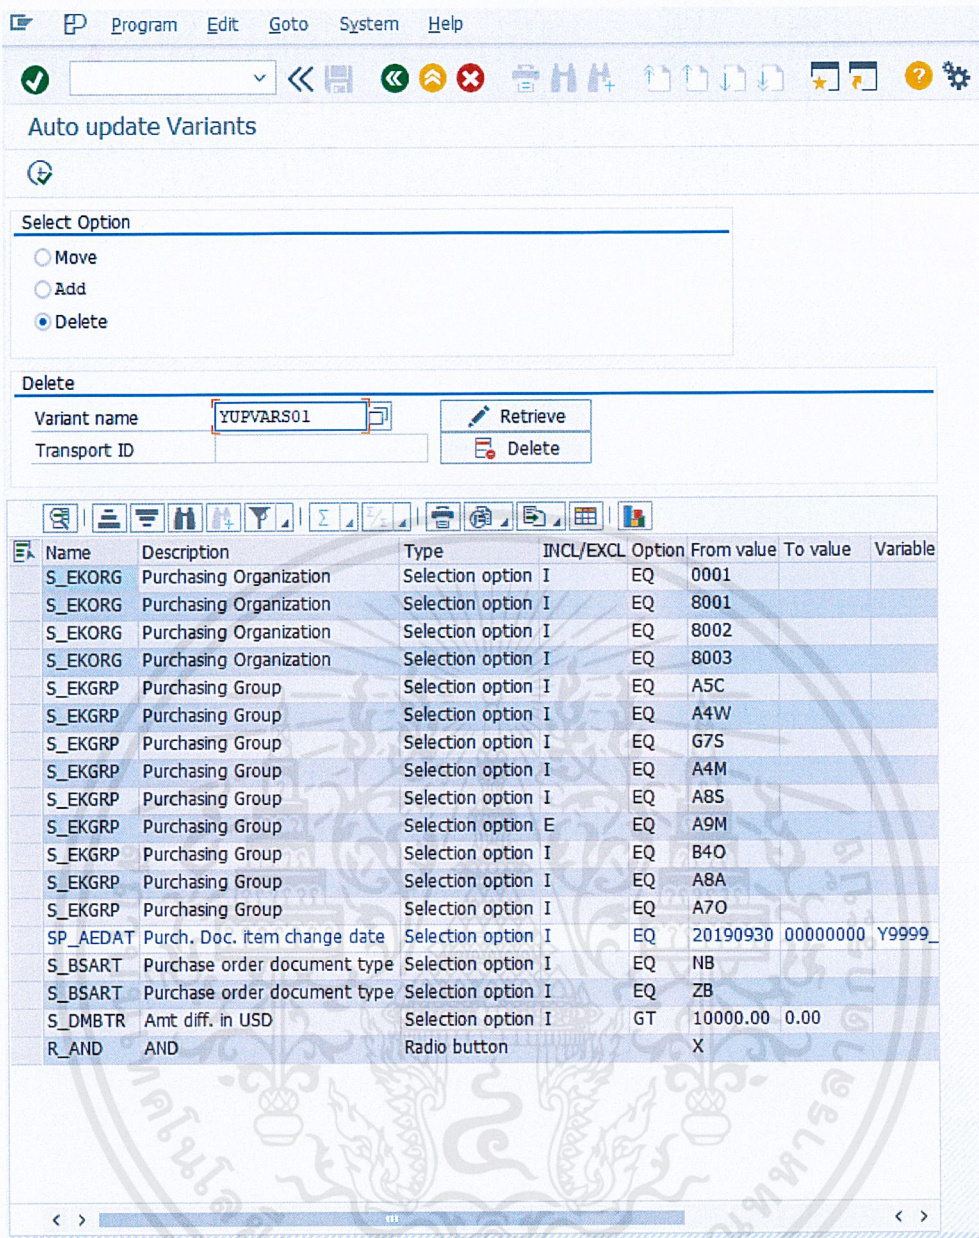 Program Edit Goto System Help
Auto update Variants
Select Option
Move
Add
Delete
Delete
Variant name YUPVARS01 Retrieve
Transport ID Delete
Name Description Type INCL/EXCL Option From value To value Variable
S_EKORG Purchasing Organization Selection option I EQ 0001
S_EKORG Purchasing Organization Selection option I EQ 8001
S_EKORG Purchasing Organization Selection option I EQ 8002
S_EKORG Purchasing Organization Selection option I EQ 8003
S_EKGRP Purchasing Group Selection option I EQ A5C
S_EKGRP Purchasing Group Selection option I EQ A4W
S_EKGRP Purchasing Group Selection option I EQ G7S
S_EKGRP Purchasing Group Selection option I EQ A4M
S_EKGRP Purchasing Group Selection option I EQ A8S
S_EKGRP Purchasing Group Selection option E EQ A9M
S_EKGRP Purchasing Group Selection option I EQ B4O
S_EKGRP Purchasing Group Selection option I EQ A8A
S_EKGRP Purchasing Group Selection option I EQ A7O
SP_AEDAT Purch. Doc. item change date Selection option I EQ 20190930 00000000 Y9999_
S_BSART Purchase order document type Selection option I EQ NB
S_BSART Purchase order document type Selection option I EQ ZB
S_DMBTR Amt diff. in USD Selection option I GT 10000.00 0.00
R_AND AND Radio button X